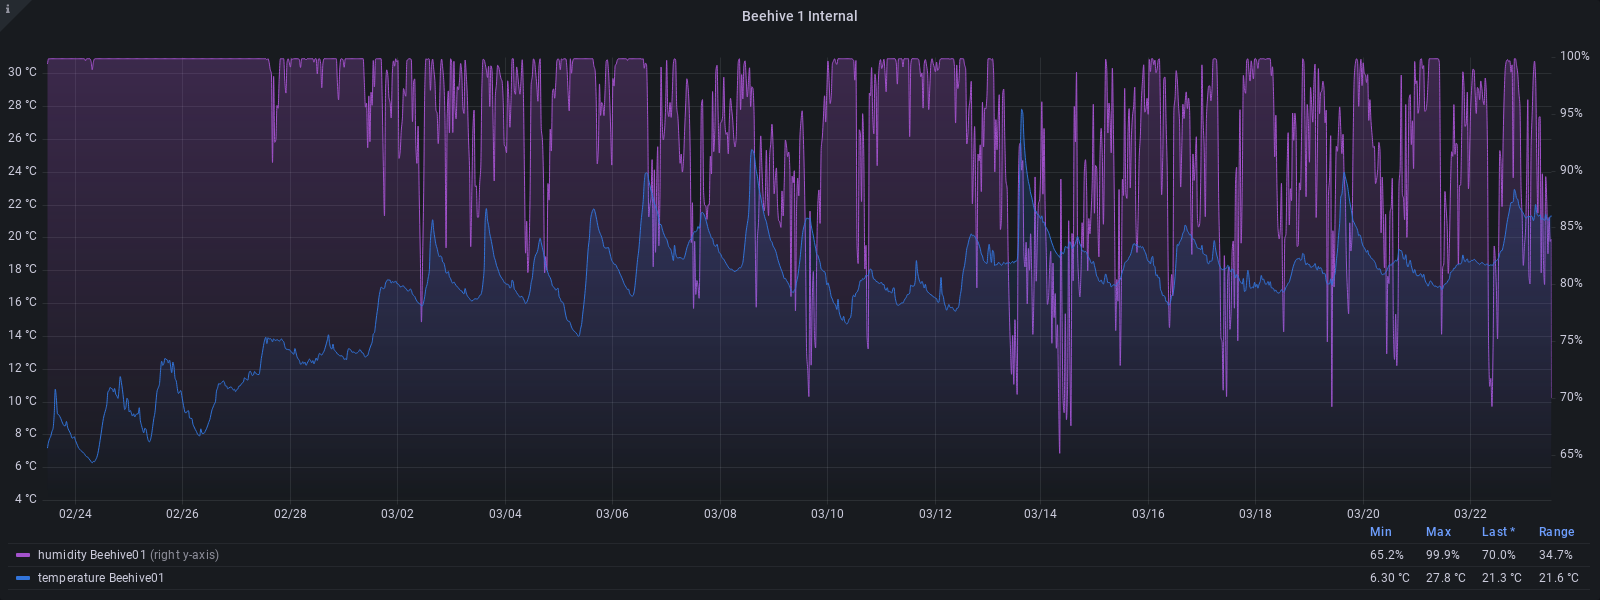 i
Beehive 1 Internal
30 °C
28 °C
26 °C
24 °C
22 °C
20 °C
18 °C
16 °C
14 °C
12 °C
10 °C
8 °C
6 °C
4 °C
100%
95%
90%
85%
80%
75%
70%
65%
02/24 02/26 02/28 03/02 03/04 03/06 03/08 03/10 03/12 03/14 03/16 03/18 03/20 03/22
Min Max Last * Range
humidity Beehive01 (right y-axis) 65.2% 99.9% 70.0% 34.7%
temperature Beehive01 6.30 °C 27.8 °C 21.3 °C 21.6 °C